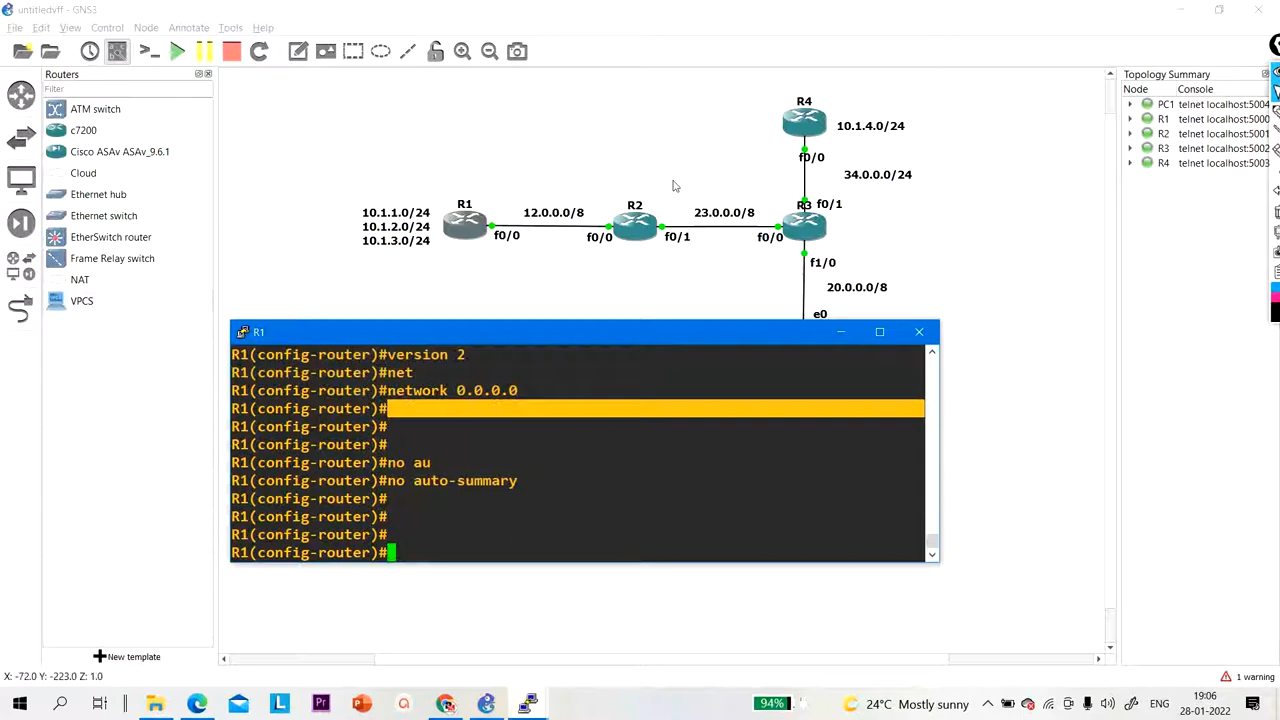 untitledvff - GNS3
File Edit View Control Node Annotate Tools Help
Routers
Filter
ATM switch
c7200
Cisco ASAv ASAv_9.6.1
Cloud
Ethernet hub
Ethernet switch
EtherSwitch router
Frame Relay switch
NAT
VPCS
New template
R4
10.1.4.0/24
f0/0
34.0.0.0/24
R1
10.1.1.0/24
10.1.2.0/24
10.1.3.0/24
f0/0
12.0.0.0/8
R2
f0/0
f0/1
23.0.0.0/8
R3
f0/1
f0/0
f1/0
20.0.0.0/8
e0
R1
R1(config-router)#version 2
R1(config-router)#net
R1(config-router)#network 0.0.0.0
R1(config-router)#
R1(config-router)#
R1(config-router)#
R1(config-router)#no au
R1(config-router)#no auto-summary
R1(config-router)#
R1(config-router)#
R1(config-router)#
R1(config-router)#
Topology Summary
Node Console
PC1 telnet localhost:5004
R1 telnet localhost:5000
R2 telnet localhost:5001
R3 telnet localhost:5002
R4 telnet localhost:5003
X: -72.0 Y: -223.0 Z: 1.0
1 warning
94%
24°C Mostly sunny
ENG
19:06
28-01-2022